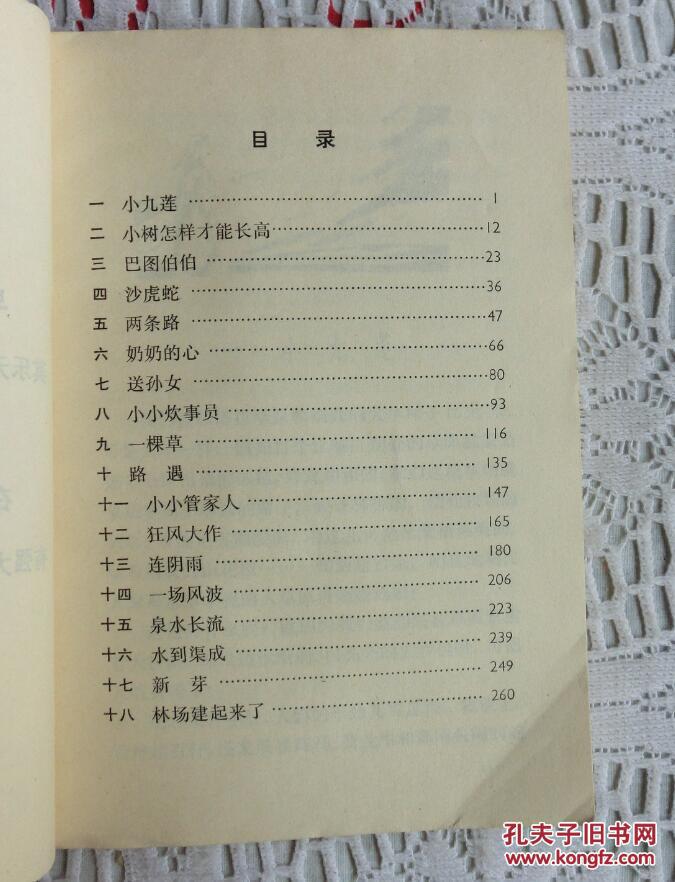 目 录
一 小九莲 ………… 1
二 小树怎样才能长高 ………… 12
三 巴图伯伯 ………… 23
四 沙虎蛇 ………… 36
五 两条路 ………… 47
六 奶奶的心 ………… 66
七 送孙女 ………… 80
八 小小炊事员 ………… 93
九 一棵草 ………… 116
十 路 遇 ………… 135
十一 小小管家人 ………… 147
十二 狂风大作 ………… 165
十三 连阴雨 ………… 180
十四 一场风波 ………… 206
十五 泉水长流 ………… 223
十六 水到渠成 ………… 239
十七 新 芽 ………… 249
十八 林场建起来了 ………… 260
孔夫子旧书网
www.kongfz.com